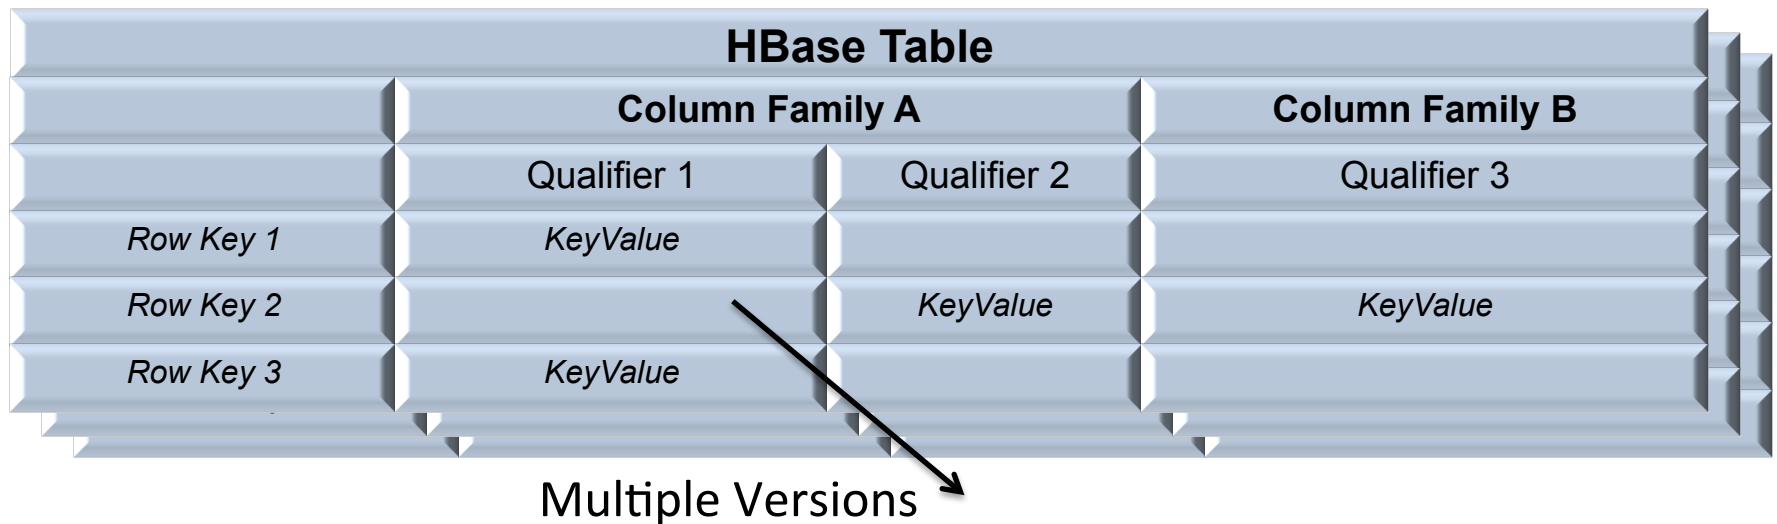 HBase Table
Column Family A Column Family B
Qualifier 1 Qualifier 2 Qualifier 3
Row Key 1 KeyValue
Row Key 2 KeyValue KeyValue
Row Key 3 KeyValue
Multiple Versions